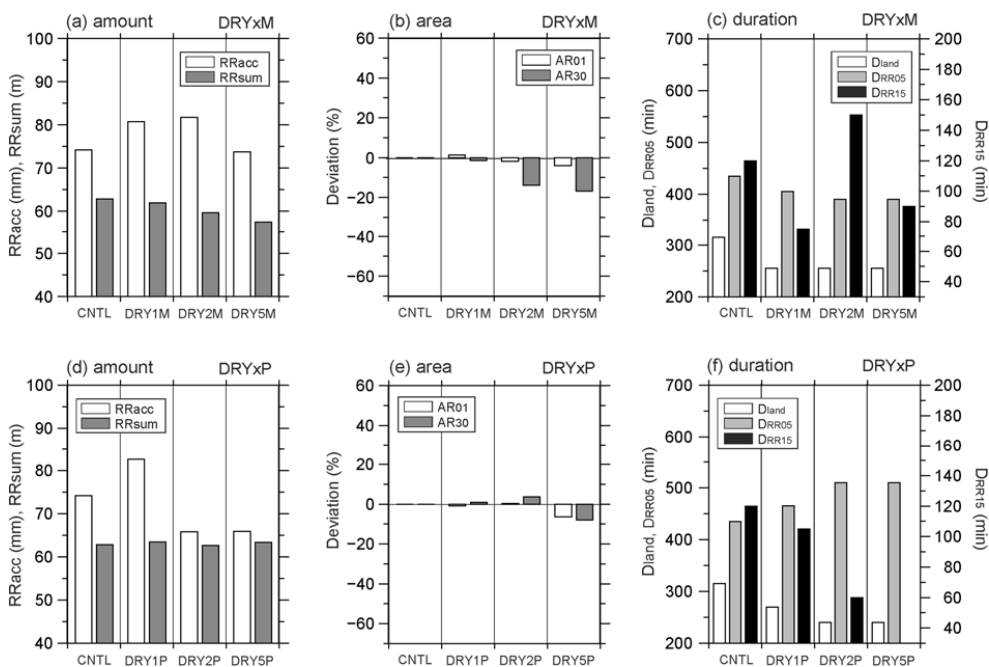 (a) amount DRYxM
RRacc (mm), RRsum (m)
100
90
80
70
60
50
40
RRacc
RRsum
CNTL DRY1M DRY2M DRY5M
(b) area DRYxM
Deviation (%)
60
40
20
0
−20
−40
−60
AR01
AR30
CNTL DRY1M DRY2M DRY5M
(c) duration DRYxM
Dland, DRR05 (min)
700
600
500
400
300
200
Dland
DRR05
DRR15
200
180
160
140
120
100
80
60
40
DRR15 (min)
CNTL DRY1M DRY2M DRY5M
(d) amount DRYxP
RRacc (mm), RRsum (m)
100
90
80
70
60
50
40
RRacc
RRsum
CNTL DRY1P DRY2P DRY5P
(e) area DRYxP
Deviation (%)
60
40
20
0
−20
−40
−60
AR01
AR30
CNTL DRY1P DRY2P DRY5P
(f) duration DRYxP
Dland, DRR05 (min)
700
600
500
400
300
200
Dland
DRR05
DRR15
200
180
160
140
120
100
80
60
40
DRR15 (min)
CNTL DRY1P DRY2P DRY5P